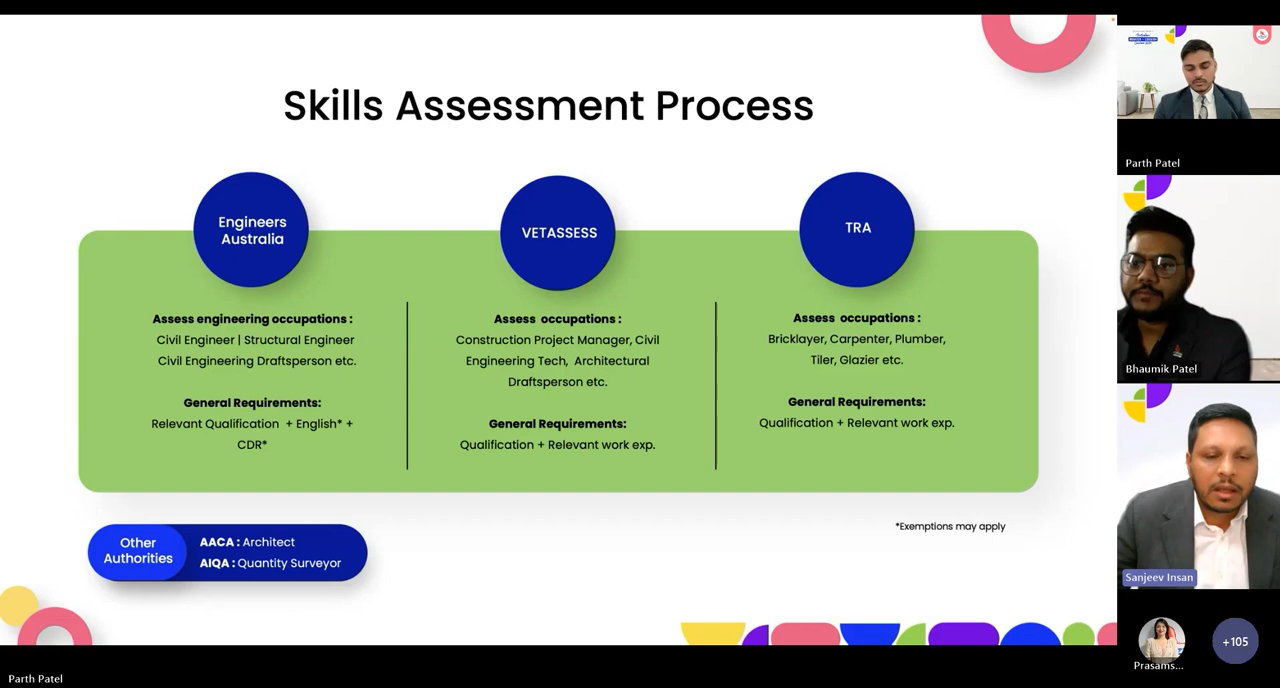 Skills Assessment Process
Engineers
Australia
VETASSESS
TRA
Assess engineering occupations :
Civil Engineer | Structural Engineer
Civil Engineering Draftsperson etc.
General Requirements:
Relevant Qualification + English* +
CDR*
Assess occupations :
Construction Project Manager, Civil
Engineering Tech, Architectural
Draftsperson etc.
General Requirements:
Qualification + Relevant work exp.
Assess occupations :
Bricklayer, Carpenter, Plumber,
Tiler, Glazier etc.
General Requirements:
Qualification + Relevant work exp.
*Exemptions may apply
Other
Authorities
AACA : Architect
AIQA : Quantity Surveyor
Parth Patel
Bhaumik Patel
Sanjeev Insan
Prasams...
+105
Parth Patel